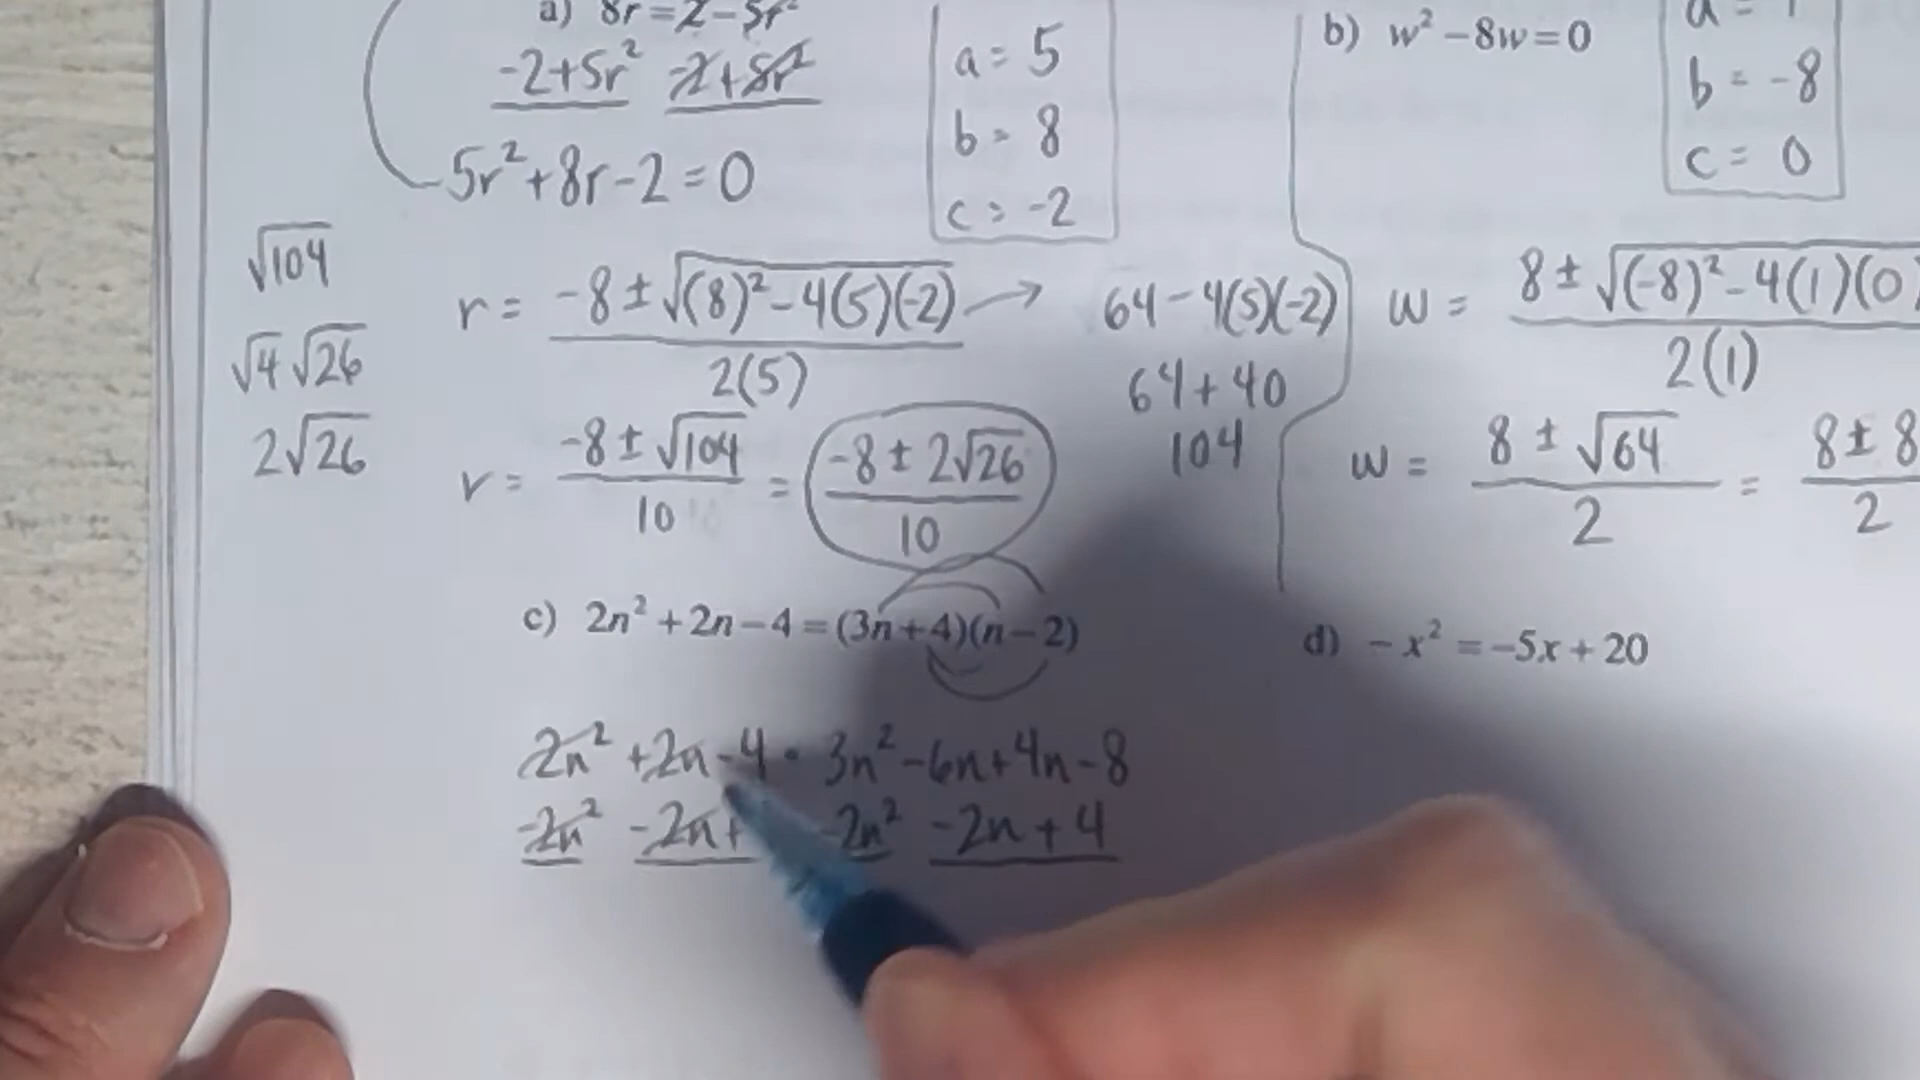 a) 8r = 2 - 5r²
-2+5r² -2+5r²
5r²+8r-2=0
a = 5
b = 8
c = -2
√104
√4 √26
2√26
r = -8 ± √(8)²-4(5)(-2) / 2(5)
64-4(5)(-2)
64+40
104
r = -8 ± √104 / 10 = -8 ± 2√26 / 10
b) w² - 8w = 0
b = -8
c = 0
w = 8 ± √(-8)²-4(1)(0) / 2(1)
w = 8 ± √64 / 2 = 8 ± 8 / 2
c) 2n² + 2n - 4 = (3n + 4)(n - 2)
2n² +2n-4 = 3n²-6n+4n-8
-2n² -2n+ -2n² -2n+4
d) -x² = -5x + 20